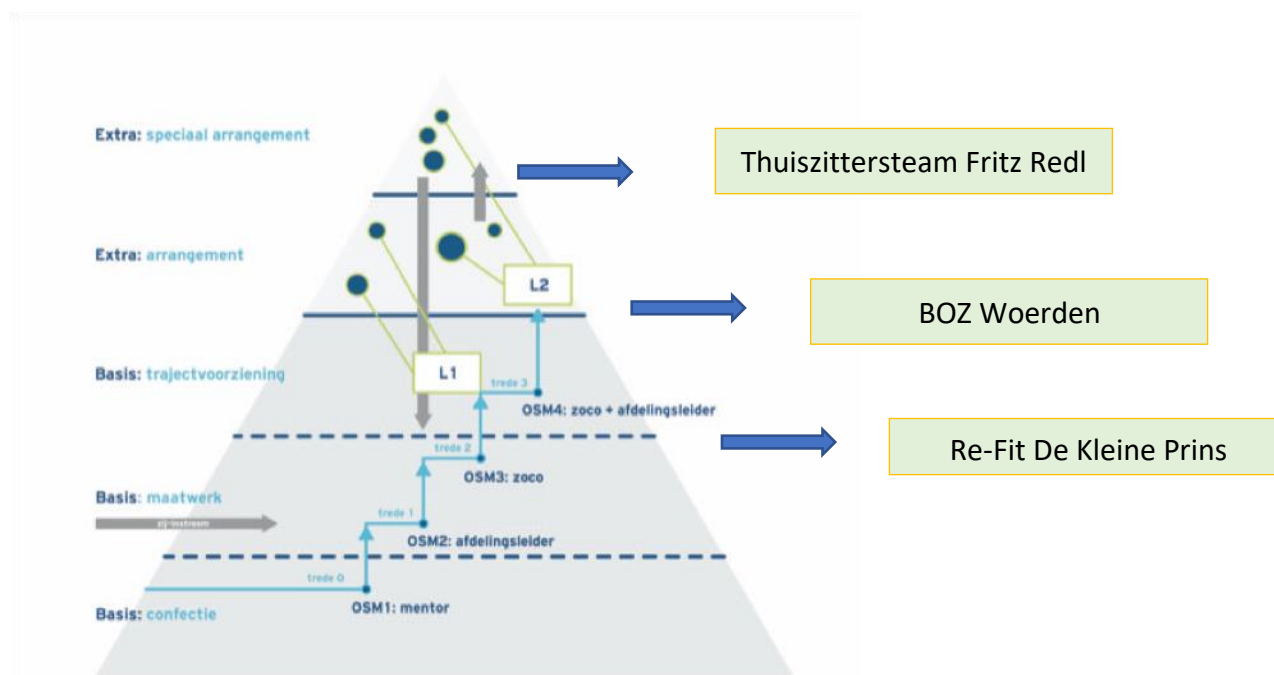 Extra: speciaal arrangement
Thuiszittersteam Fritz Redl
Extra: arrangement
L2
BOZ Woerden
Basis: trajectvoorziening
L1
trede 3
OSM4: zoco + afdelingsleider
trede 2
Re-Fit De Kleine Prins
OSM3: zoco
Basis: maatwerk
zij-instroom
trede 1
OSM2: afdelingsleider
trede 0
OSM1: mentor
Basis: confectie